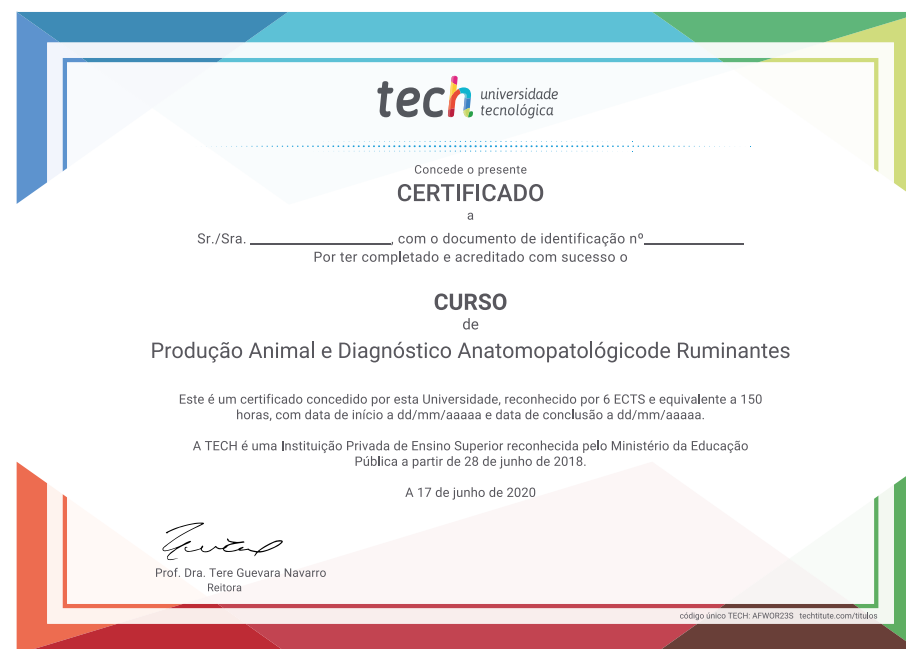 tech universidade
tecnológica
Concede o presente
CERTIFICADO
a
Sr./Sra. _________________, com o documento de identificação nº____________
Por ter completado e acreditado com sucesso o
CURSO
de
Produção Animal e Diagnóstico Anatomopatológicode Ruminantes
Este é um certificado concedido por esta Universidade, reconhecido por 6 ECTS e equivalente a 150
horas, com data de início a dd/mm/aaaaa e data de conclusão a dd/mm/aaaaa.
A TECH é uma Instituição Privada de Ensino Superior reconhecida pelo Ministério da Educação
Pública a partir de 28 de junho de 2018.
A 17 de junho de 2020
Prof. Dra. Tere Guevara Navarro
Reitora
código único TECH: AFWOR23S techtitute.com/titulos